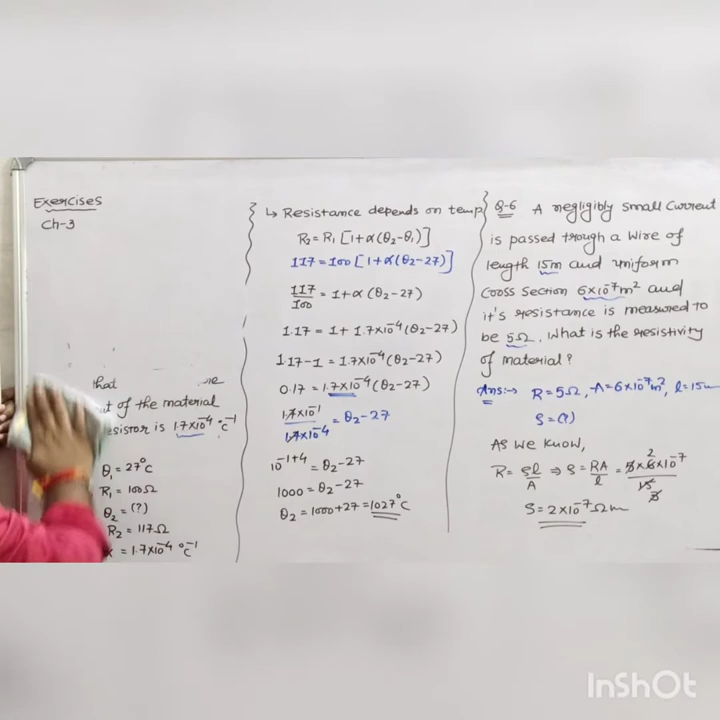 Exercises
Ch-3
that
of the material
is 1.7×10⁻⁴ °C⁻¹
θ₁ = 27°C
R₁ = 100Ω
θ₂ = (?)
R₂ = 117Ω
= 1.7×10⁻⁴ °C⁻¹
↳ Resistance depends on temp
R₂ = R₁ [1+α(θ₂-θ₁)]
117 = 100 [1+α(θ₂-27)]
117/100 = 1+α (θ₂-27)
1.17 = 1 + 1.7×10⁻⁴ (θ₂-27)
1.17-1 = 1.7×10⁻⁴ (θ₂-27)
0.17 = 1.7×10⁻⁴ (θ₂-27)
1.7×10⁻¹/1.7×10⁻⁴ = θ₂-27
10⁻¹⁺⁴ = θ₂-27
1000 = θ₂-27
θ₂ = 1000+27 = 1027°C
Q-6 A negligibly small current
is passed trough a wire of
length 15m and uniform
cross section 6×10⁻⁷m² and
it's resistance is measured to
be 5Ω. What is the resistivity
of material?
Ans:→ R=5Ω, A=6×10⁻⁷m², l=15m
S = (?)
As we know,
R = Sl/A ⇒ S = RA/l = 5×6×10⁻⁷/15 2 3
S = 2×10⁻⁷ Ωm
InShOt